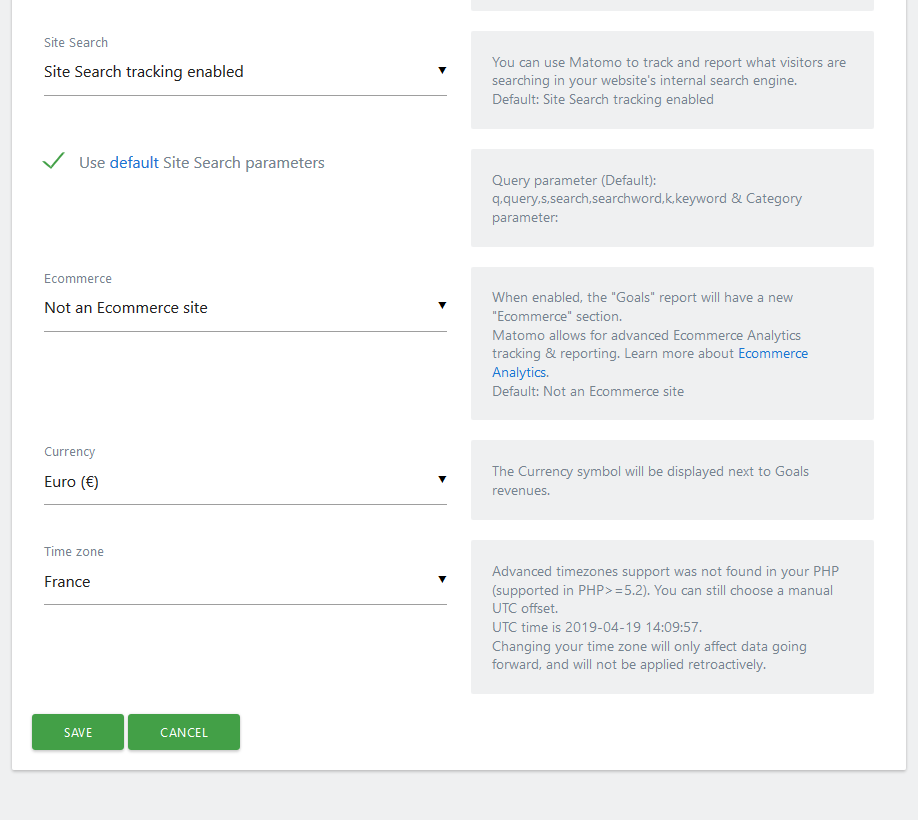 Site Search
Site Search tracking enabled
You can use Matomo to track and report what visitors are
searching in your website's internal search engine.
Default: Site Search tracking enabled
Use default Site Search parameters
Query parameter (Default):
q,query,s,search,searchword,k,keyword & Category
parameter:
Ecommerce
Not an Ecommerce site
When enabled, the "Goals" report will have a new
"Ecommerce" section.
Matomo allows for advanced Ecommerce Analytics
tracking & reporting. Learn more about Ecommerce
Analytics.
Default: Not an Ecommerce site
Currency
Euro (€)
The Currency symbol will be displayed next to Goals
revenues.
Time zone
France
Advanced timezones support was not found in your PHP
(supported in PHP>=5.2). You can still choose a manual
UTC offset.
UTC time is 2019-04-19 14:09:57.
Changing your time zone will only affect data going
forward, and will not be applied retroactively.
SAVE
CANCEL